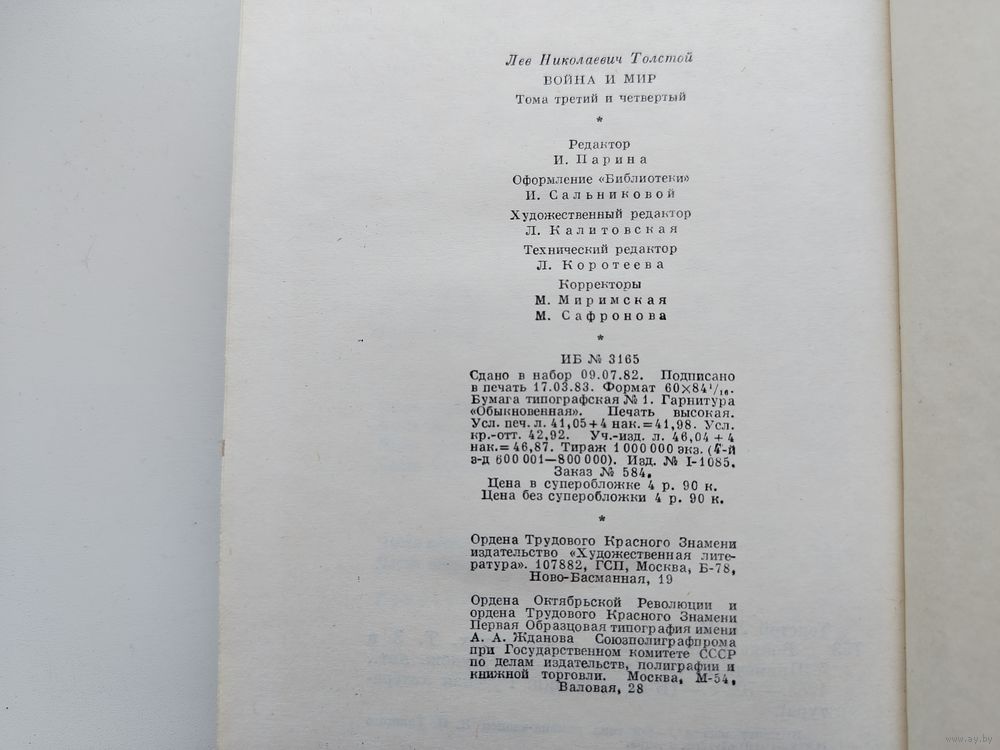 Лев Николаевич Толстой
ВОЙНА И МИР
Тома третий и четвертый
*
Редактор
И. Парина
Оформление «Библиотеки»
И. Сальниковой
Художественный редактор
Л. Калитовская
Технический редактор
Л. Коротеева
Корректоры
М. Миримская
М. Сафронова
*
ИБ № 3165
Сдано в набор 09.07.82. Подписано
в печать 17.03.83. Формат 60×84¹/₁₆.
Бумага типографская № 1. Гарнитура
«Обыкновенная». Печать высокая.
Усл. печ. л. 41,05 + 4 нак. = 41,98. Усл.
кр.-отт. 42,92. Уч.-изд. л. 46,04 + 4
нак. = 46,87. Тираж 1 000 000 экз. (4-й
з-д 600 001—800 000). Изд. № I-1085.
Заказ № 584.
Цена в суперобложке 4 р. 90 к.
Цена без суперобложки 4 р. 90 к.
*
Ордена Трудового Красного Знамени
издательство «Художественная лите-
ратура». 107882, ГСП, Москва, Б-78,
Ново-Басманная, 19
Ордена Октябрьской Революции и
ордена Трудового Красного Знамени
Первая Образцовая типография имени
А. А. Жданова Союзполиграфпрома
при Государственном комитете СССР
по делам издательств, полиграфии и
книжной торговли. Москва, М-54,
Валовая, 28
www.ay.by